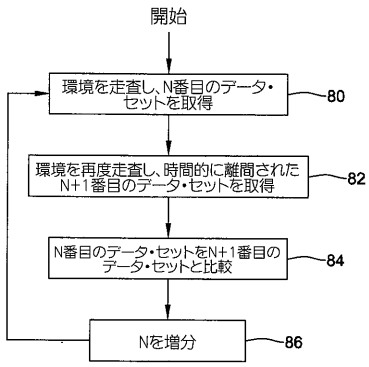 開始
環境を走査し、N番目のデータ・
セットを取得
80
環境を再度走査し、時間的に離間された
N+1番目のデータ・セットを取得
82
N番目のデータ・セットをN+1番目の
データ・セットと比較
84
Nを増分
86